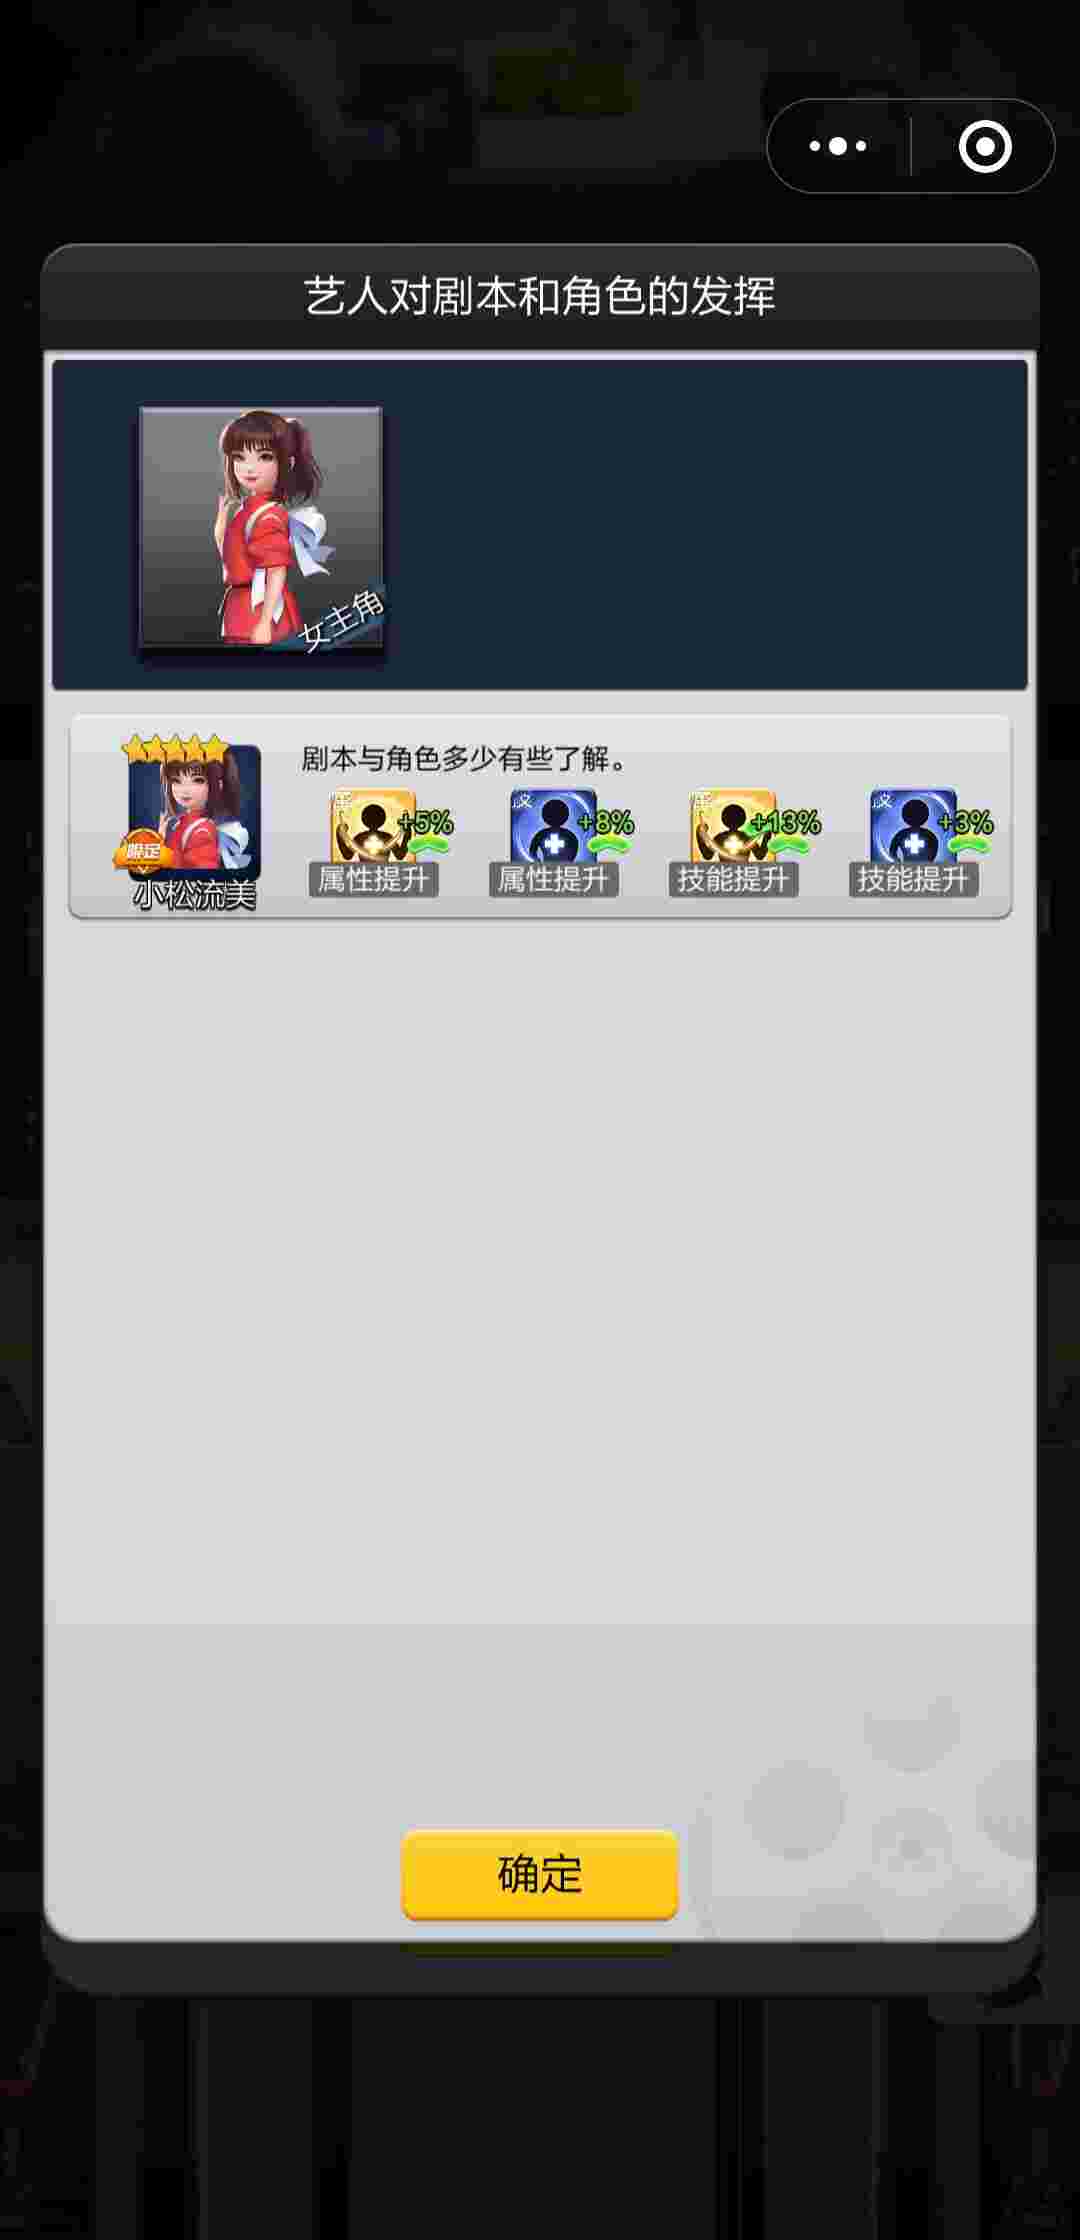 艺人对剧本和角色的发挥
女主角
剧本与角色多少有些了解。
限定
小松流美
+5%
属性提升
+8%
属性提升
+13%
技能提升
+3%
技能提升
确定